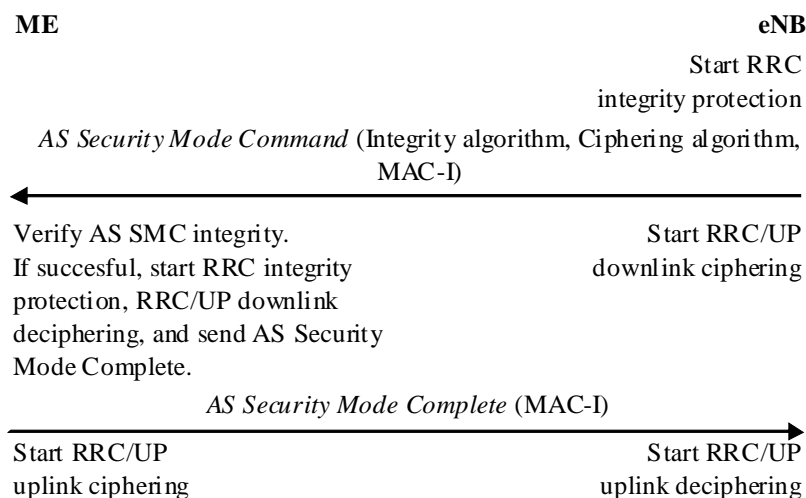 ME
eNB
Start RRC
integrity protection
AS Security Mode Command (Integrity algorithm, Ciphering algorithm,
MAC-I)
Verify AS SMC integrity.
If succesful, start RRC integrity
protection, RRC/UP downlink
deciphering, and send AS Security
Mode Complete.
Start RRC/UP
downlink ciphering
AS Security Mode Complete (MAC-I)
Start RRC/UP
uplink ciphering
Start RRC/UP
uplink deciphering